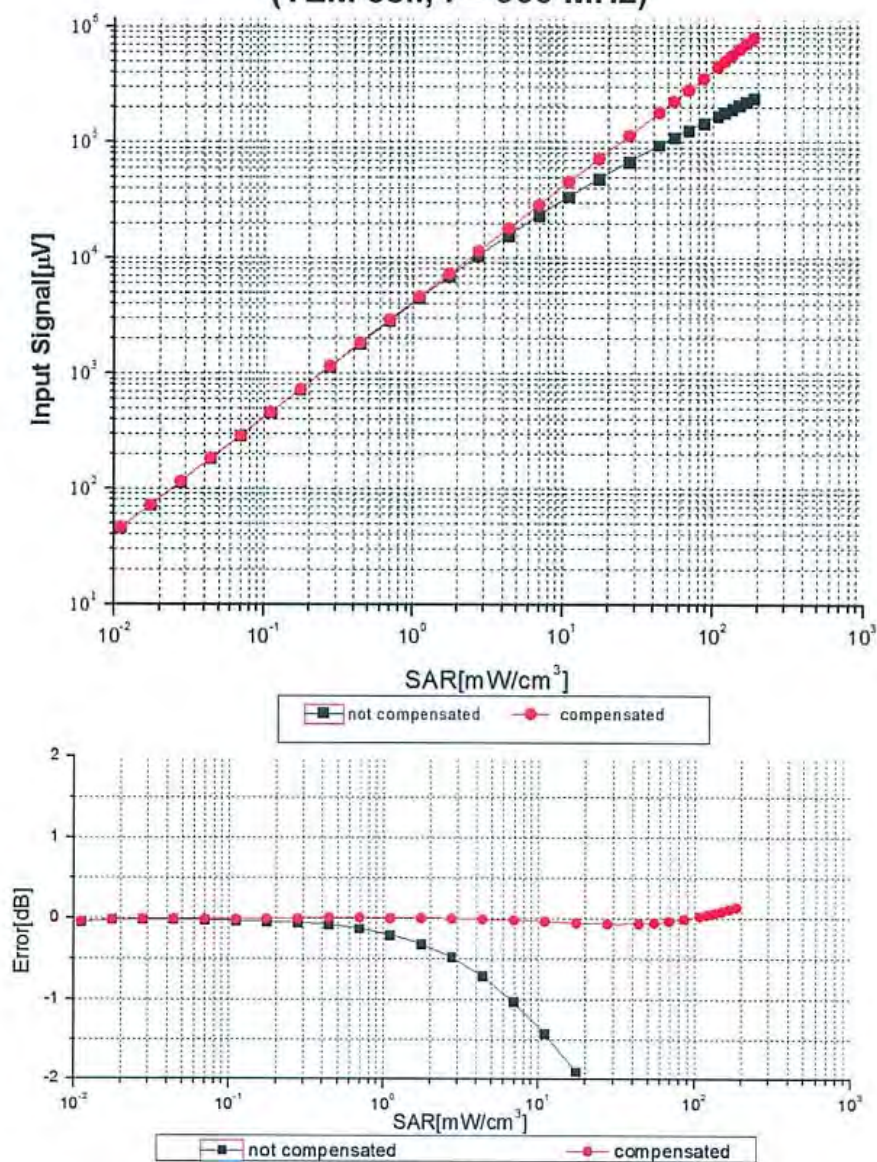 Input Signal[µV]
10⁶
10⁵
10⁴
10³
10²
10¹
10⁻² 10⁻¹ 10⁰ 10¹ 10² 10³
SAR[mW/cm³]
not compensated compensated
Error[dB]
2
1
0
-1
-2
10⁻² 10⁻¹ 10⁰ 10¹ 10² 10³
SAR[mW/cm³]
not compensated compensated